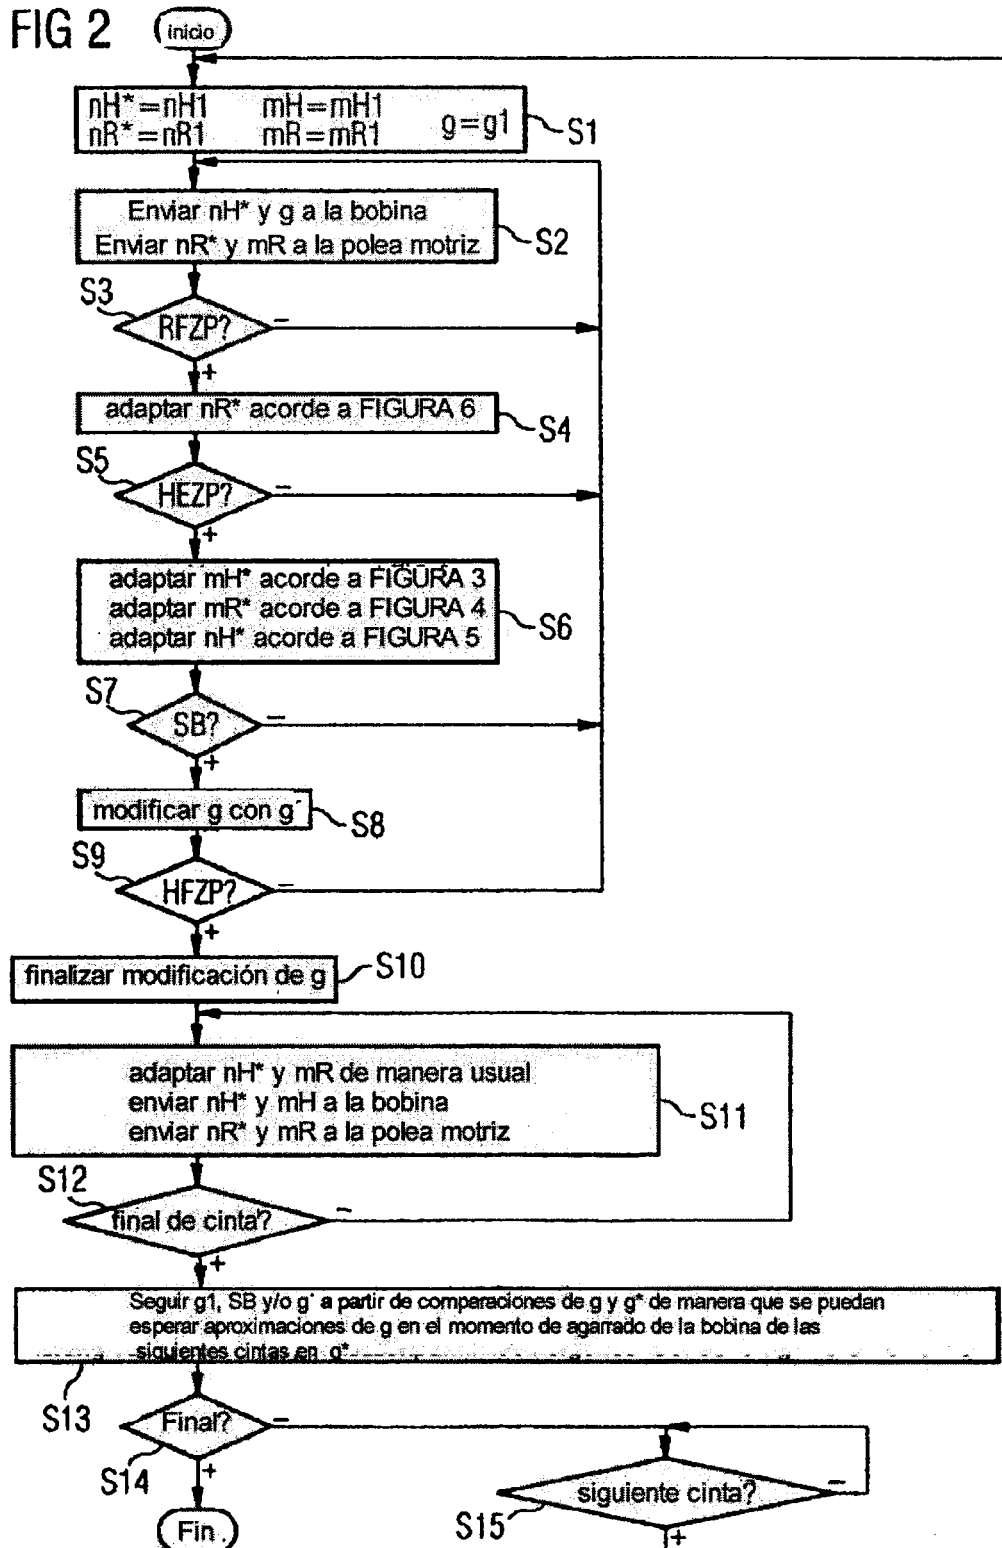 FIG 2
inicio
nH*=nH1 mH=mH1
nR*=nR1 mR=mR1
g=g1
S1
Enviar nH* y g a la bobina
Enviar nR* y mR a la polea motriz
S2
S3
RFZP?
−
+
adaptar nR* acorde a FIGURA 6
S4
S5
HEZP?
−
+
adaptar mH* acorde a FIGURA 3
adaptar mR* acorde a FIGURA 4
adaptar nH* acorde a FIGURA 5
S6
S7
SB?
−
+
modificar g con g´
S8
S9
HFZP?
−
+
finalizar modificación de g
S10
adaptar nH* y mR de manera usual
enviar nH* y mH a la bobina
enviar nR* y mR a la polea motriz
S11
S12
final de cinta?
−
+
Seguir g1, SB y/o g´ a partir de comparaciones de g y g* de manera que se puedan
esperar aproximaciones de g en el momento de agarrado de la bobina de las
siguientes cintas en g*
S13
Final?
−
S14
+
Fin
siguiente cinta?
−
S15
+